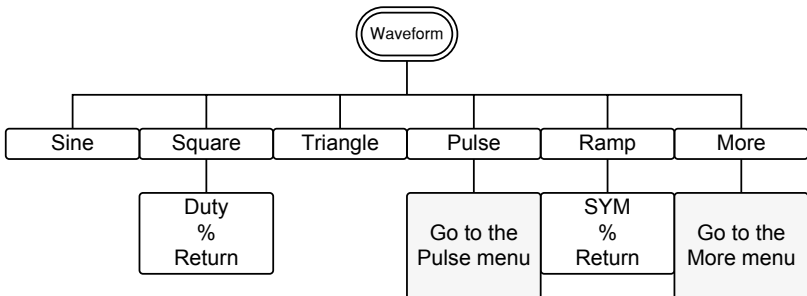 Waveform
Sine
Square
Triangle
Pulse
Ramp
More
Duty
%
Return
Go to the
Pulse menu
SYM
%
Return
Go to the
More menu